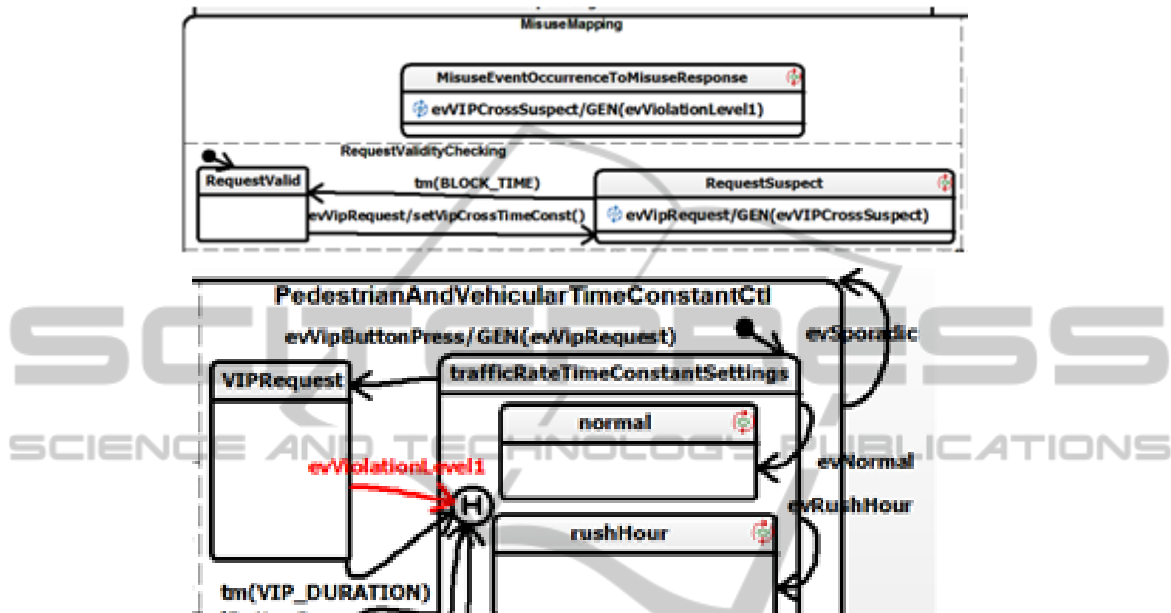 MisuseMapping
MisuseEventOccurrenceToMisuseResponse
evVIPCrossSuspect/GEN(evViolationLevel1)
RequestValidityChecking
RequestValid
tm(BLOCK_TIME)
RequestSuspect
evVipRequest/setVipCrossTimeConst()
evVipRequest/GEN(evVIPCrossSuspect)
PedestrianAndVehicularTimeConstantCtl
evVipButtonPress/GEN(evVipRequest)
evSporadic
VIPRequest
trafficRateTimeConstantSettings
normal
evViolationLevel1
evNormal
H
evRushHour
rushHour
tm(VIP_DURATION)
SCITEPRESS
SCIENCE AND TECHNOLOGY PUBLICATIONS